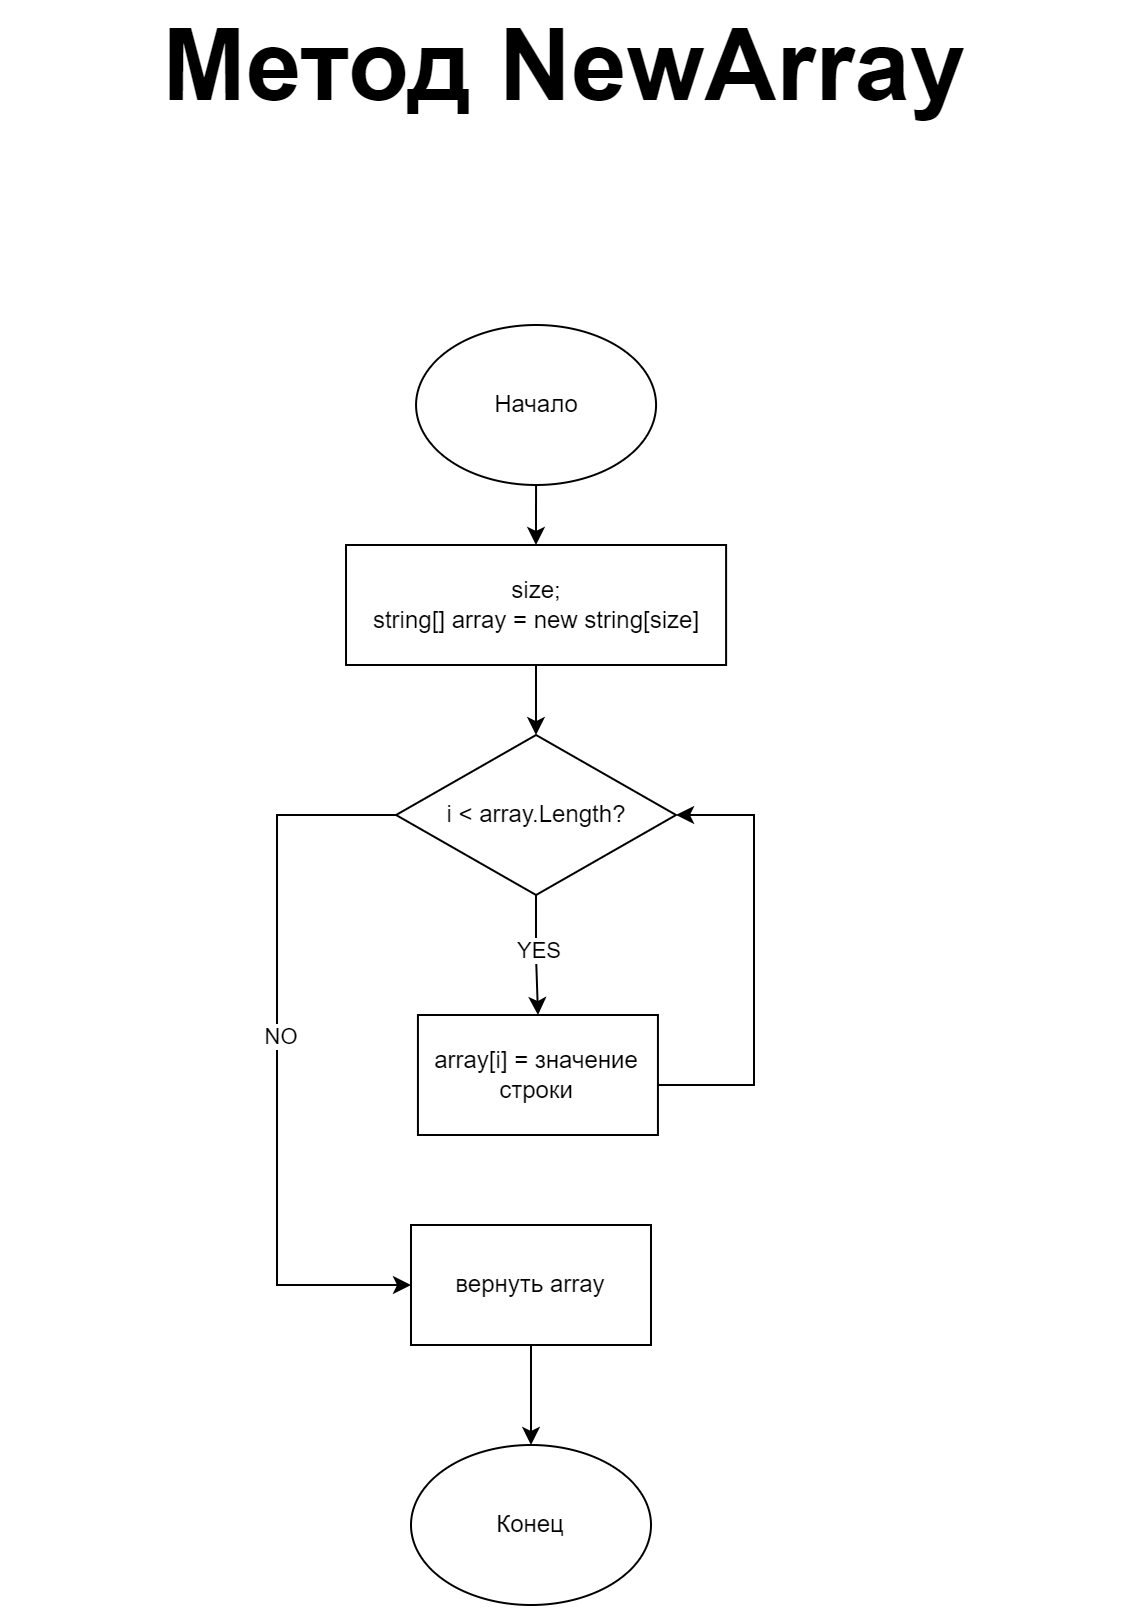 Метод NewArray
Начало
size;
string[] array = new string[size]
i < array.Length?
YES
NO
array[i] = значение
строки
вернуть array
Конец